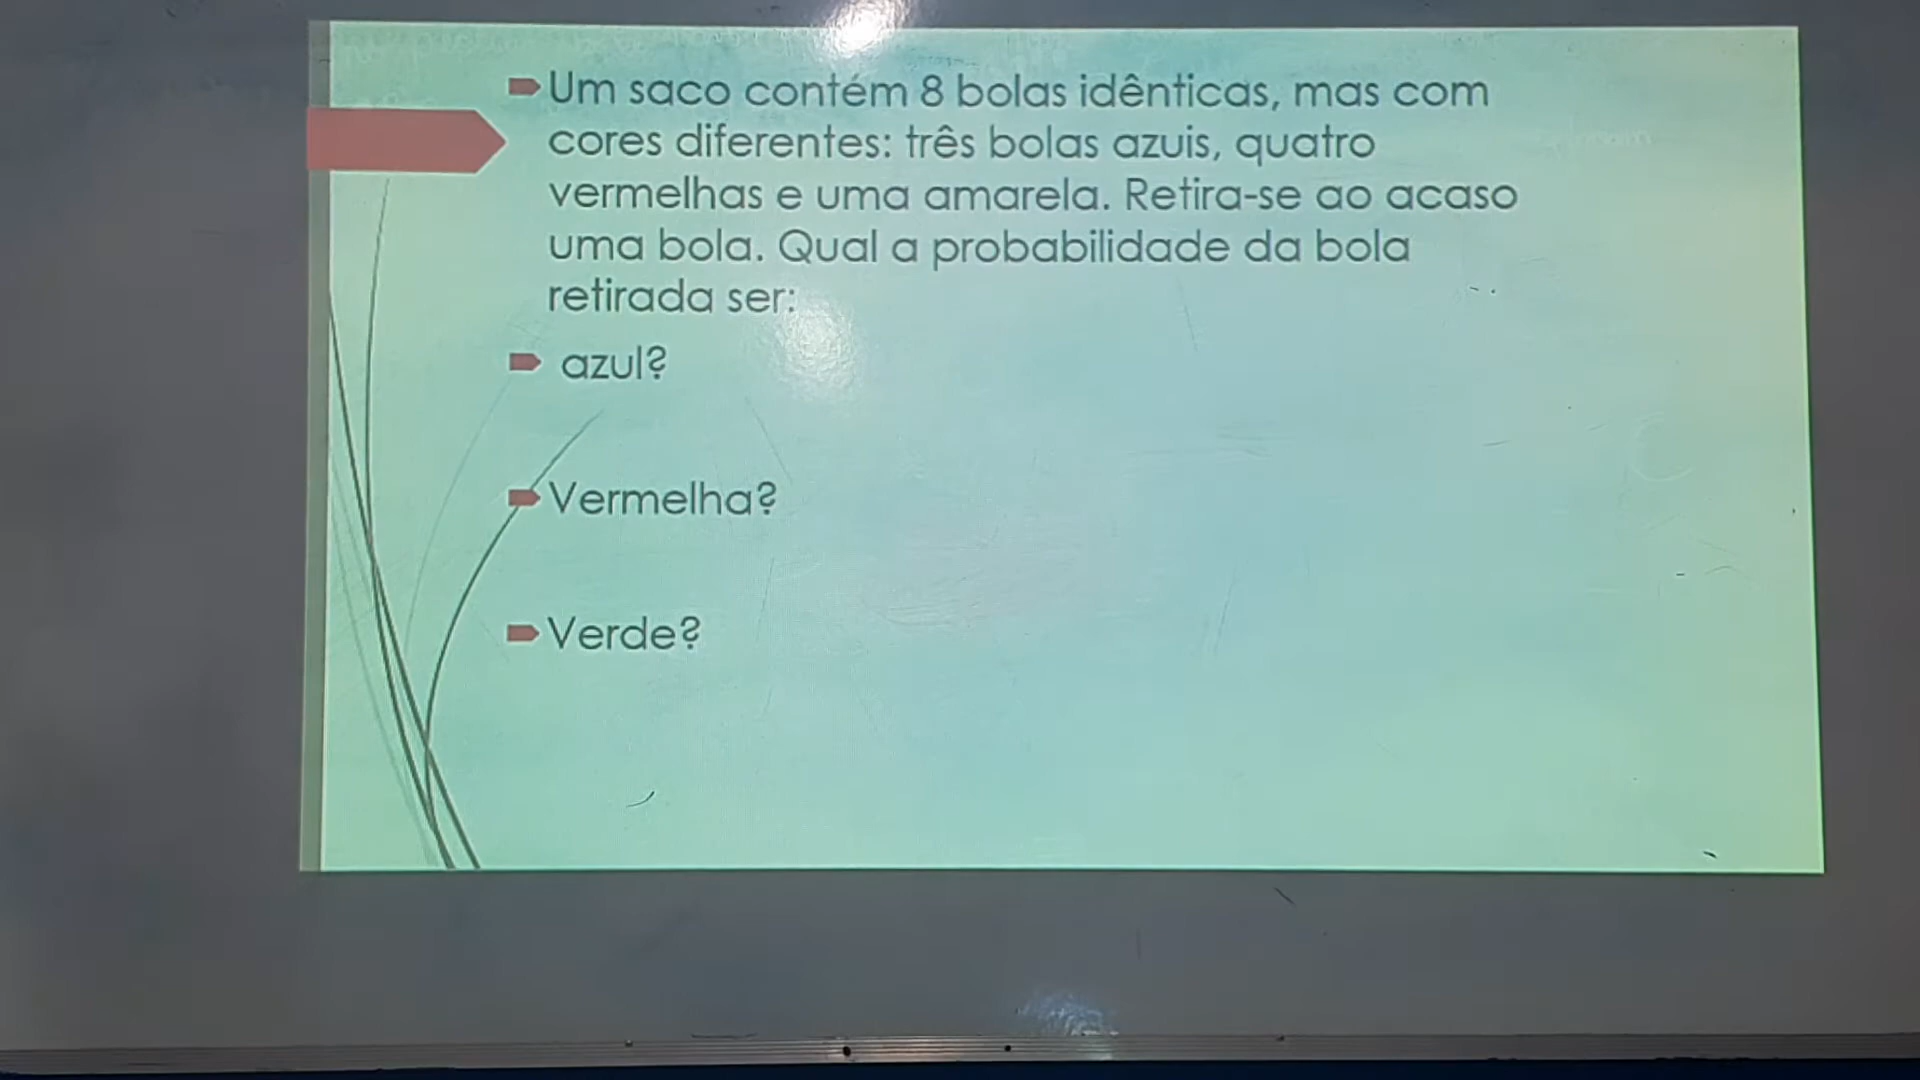 Um saco contém 8 bolas idênticas, mas com
cores diferentes: três bolas azuis, quatro
vermelhas e uma amarela. Retira-se ao acaso
uma bola. Qual a probabilidade da bola
retirada ser:
azul?
Vermelha?
Verde?